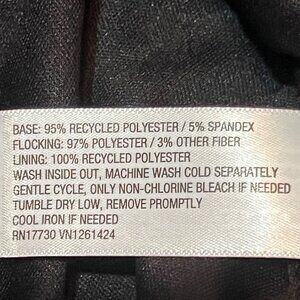 BASE: 95% RECYCLED POLYESTER / 5% SPANDEX
FLOCKING: 97% POLYESTER / 3% OTHER FIBER
LINING: 100% RECYCLED POLYESTER
WASH INSIDE OUT, MACHINE WASH COLD SEPARATELY
GENTLE CYCLE, ONLY NON-CHLORINE BLEACH IF NEEDED
TUMBLE DRY LOW, REMOVE PROMPTLY
COOL IRON IF NEEDED
RN17730 VN1261424